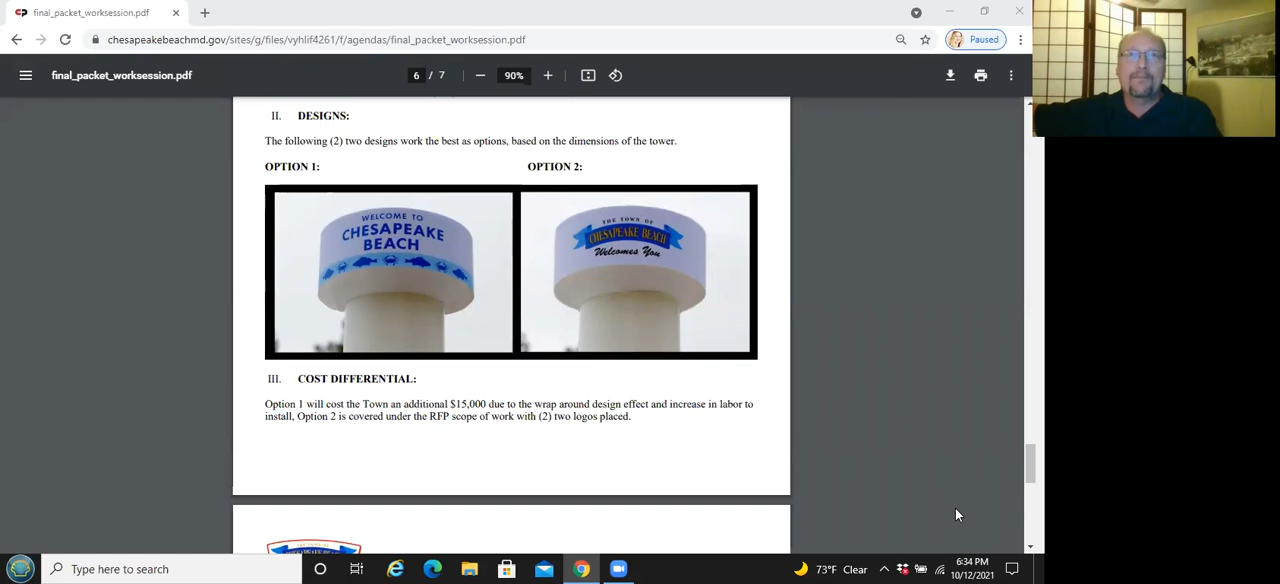 final_packet_worksession.pdf
chesapeakebeachmd.gov/sites/g/files/vyhlif4261/f/agendas/final_packet_worksession.pdf
Paused
final_packet_worksession.pdf
6 / 7
90%
II. DESIGNS:
The following (2) two designs work the best as options, based on the dimensions of the tower.
OPTION 1:
OPTION 2:
WELCOME TO
CHESAPEAKE
BEACH
THE TOWN OF
CHESAPEAKE BEACH
Welcomes You
III. COST DIFFERENTIAL:
Option 1 will cost the Town an additional $15,000 due to the wrap around design effect and increase in labor to
install, Option 2 is covered under the RFP scope of work with (2) two logos placed.
Type here to search
73°F Clear
6:34 PM
10/12/2021